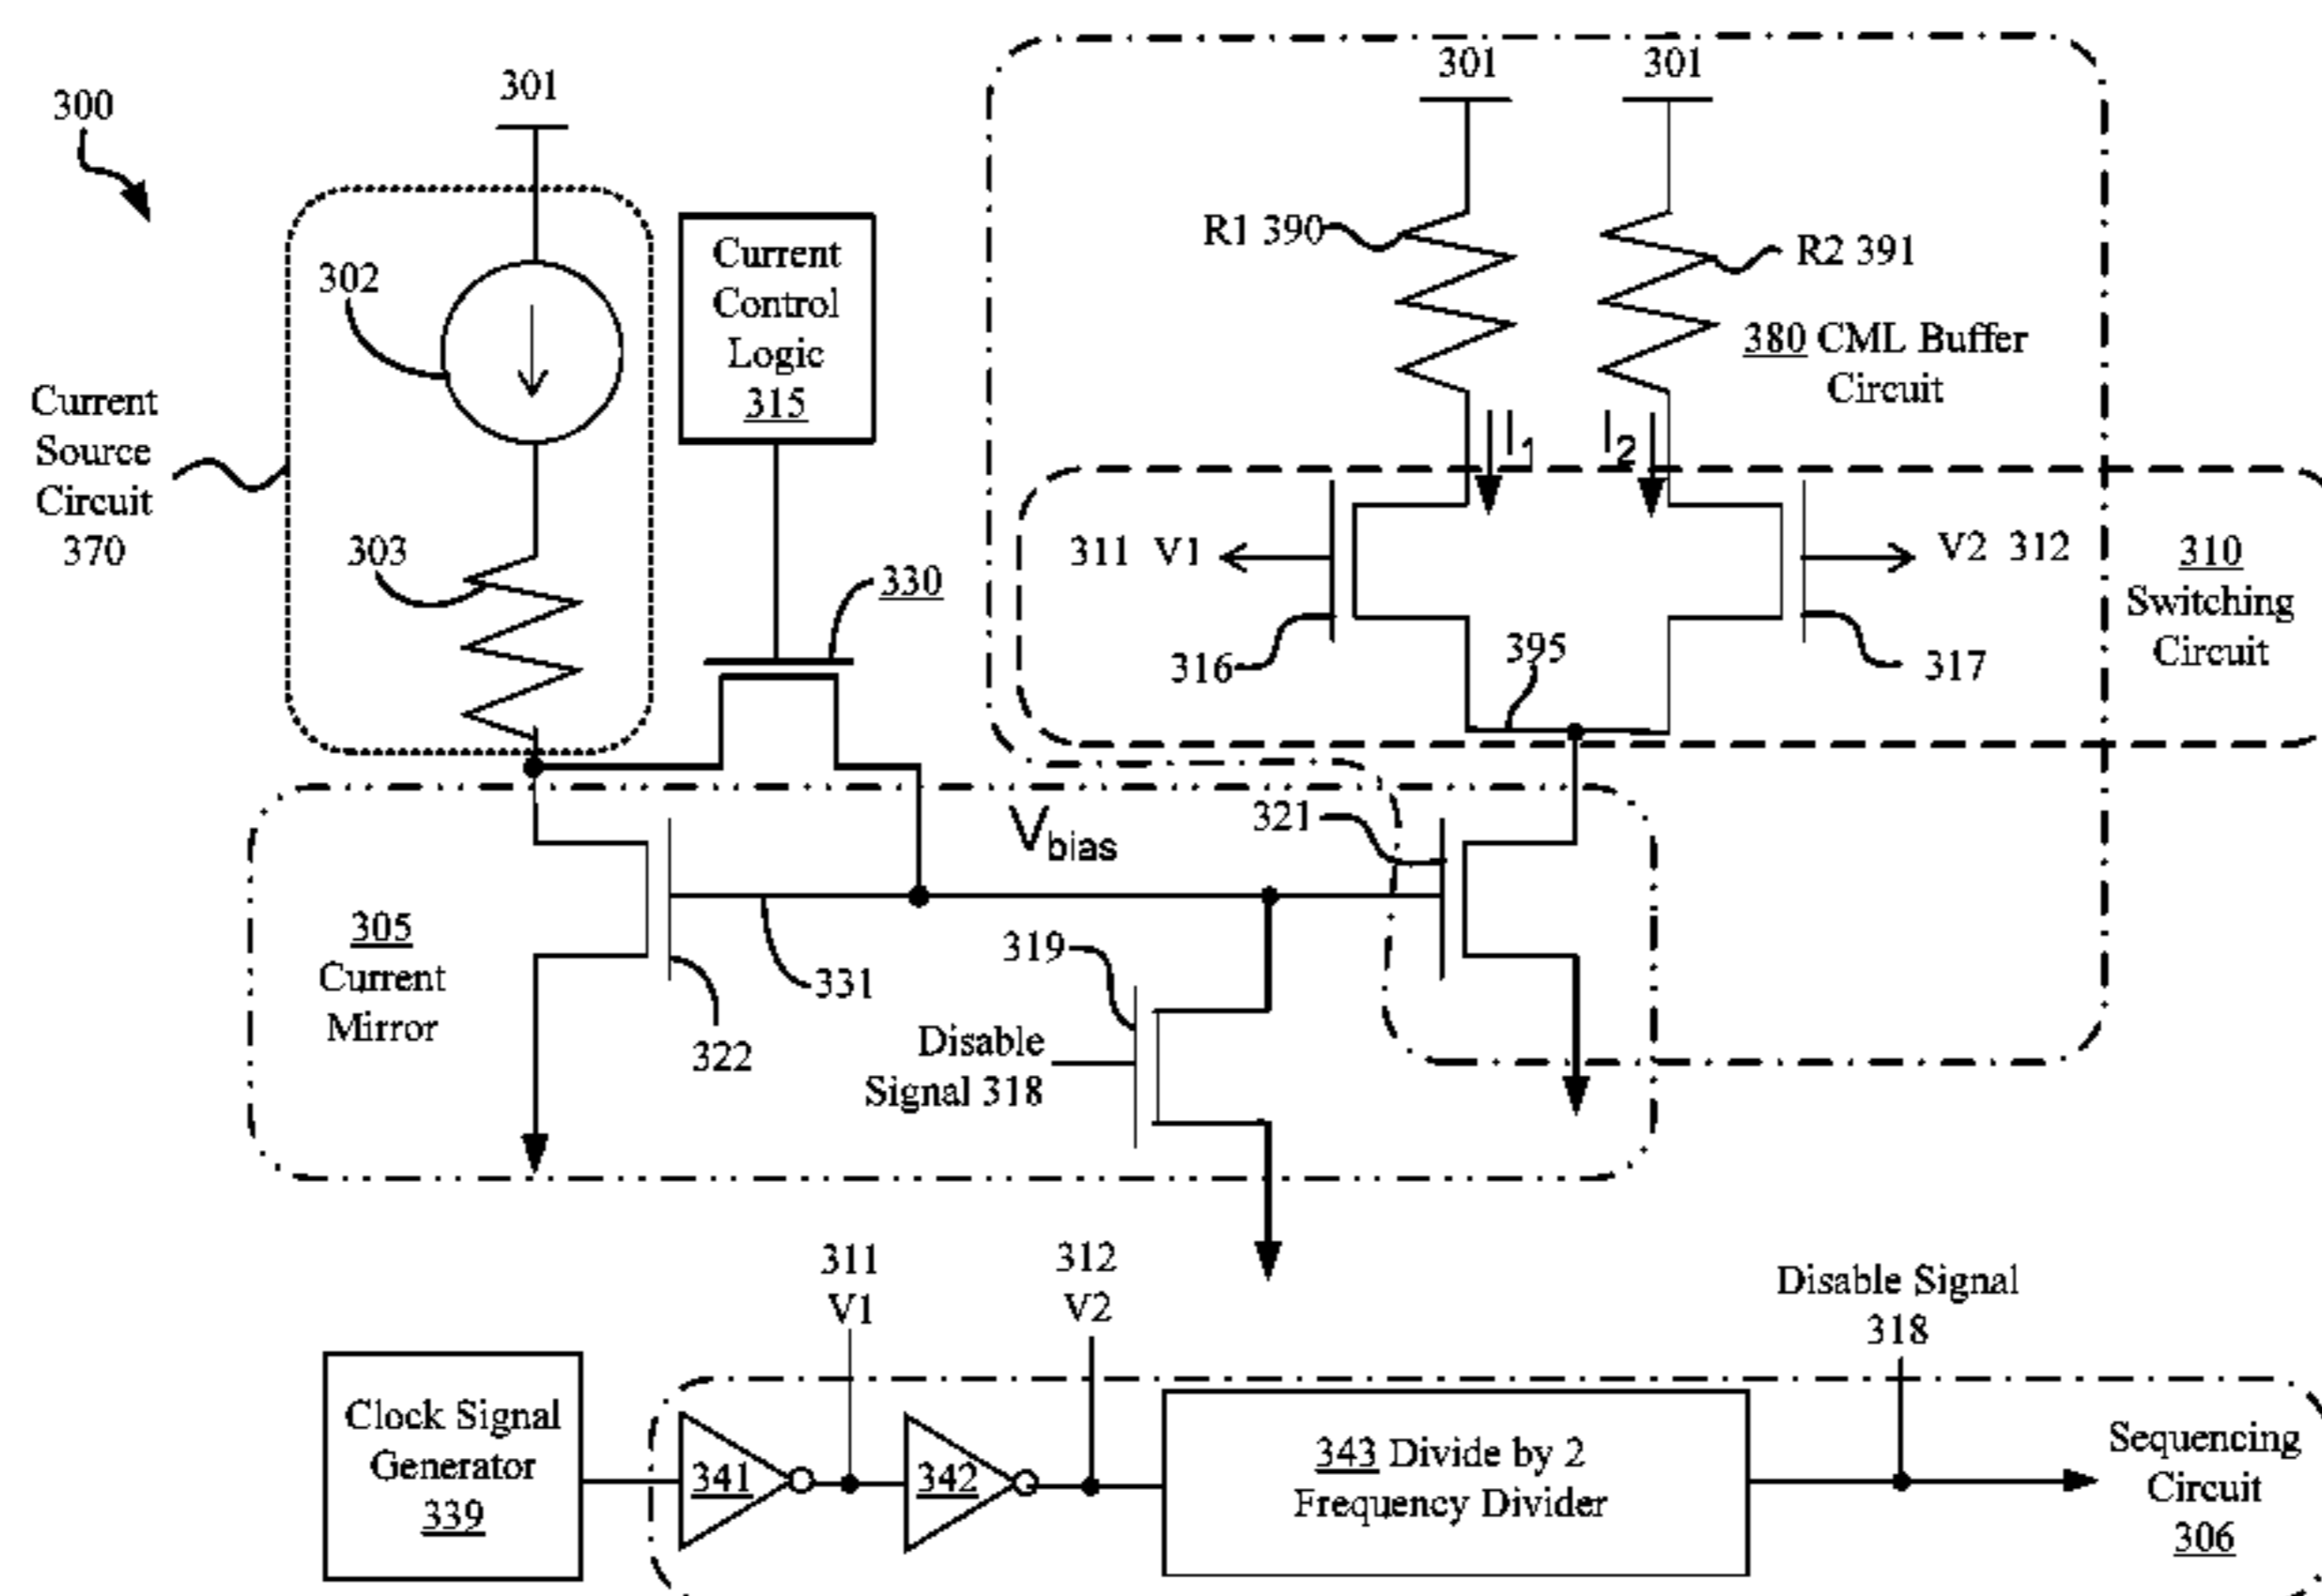 300
301
302
Current
Source
Circuit
370
303
Current
Control
Logic
315
330
301
301
R1 390
R2 391
380 CML Buffer
Circuit
I1
I2
311 V1
V2 312
316
317
395
310
Switching
Circuit
Vbias
321
305
Current
Mirror
322
331
319
Disable
Signal 318
311
V1
312
V2
Disable Signal
318
Clock Signal
Generator
339
341
342
343 Divide by 2
Frequency Divider
Sequencing
Circuit
306